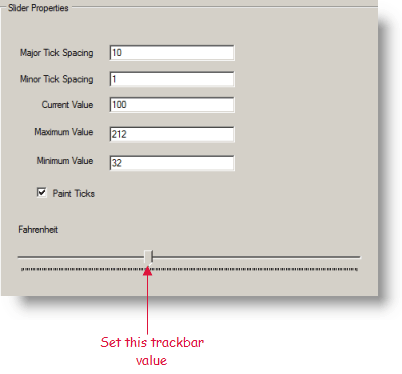 Slider Properties
Major Tick Spacing 10
Minor Tick Spacing 1
Current Value 100
Maximum Value 212
Minimum Value 32
Paint Ticks
Fahrenheit
Set this trackbar
value